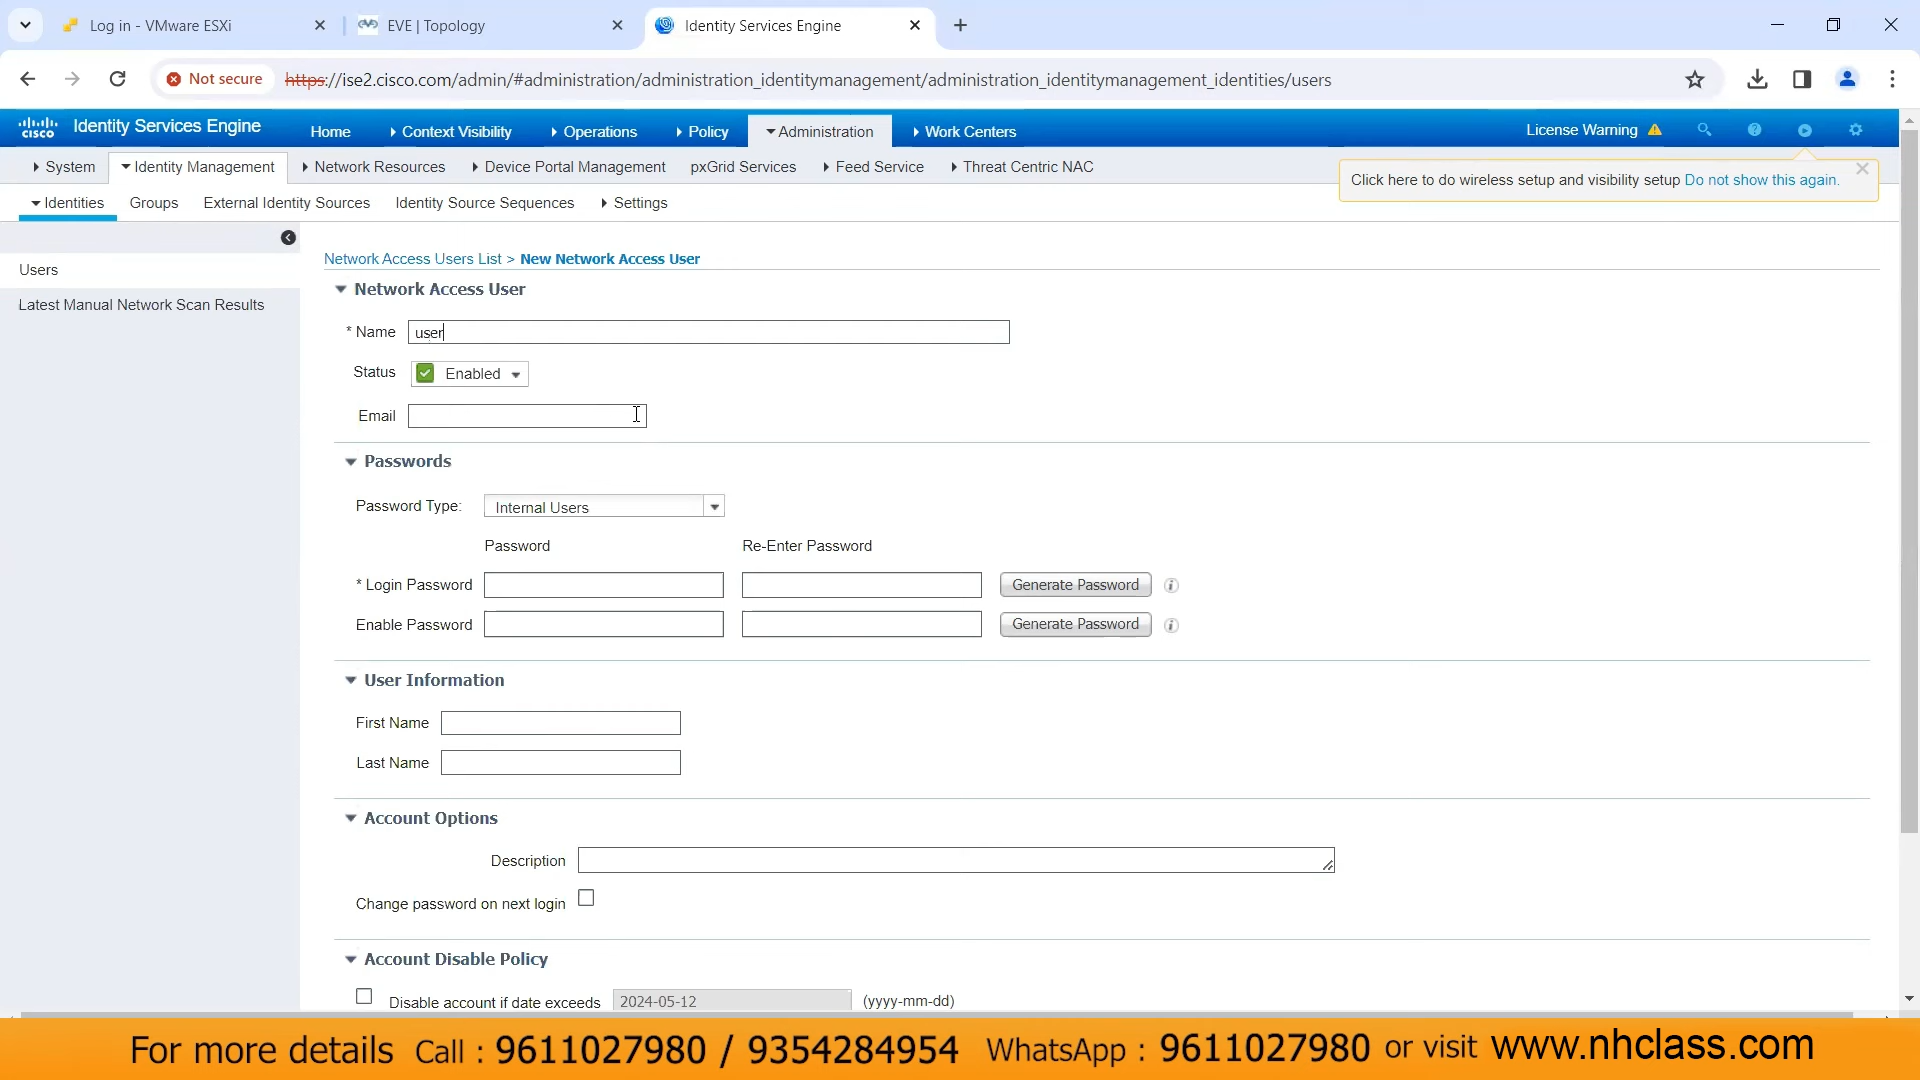 Log in - VMware ESXi
EVE | Topology
Identity Services Engine
Not secure
https://ise2.cisco.com/admin/#administration/administration_identitymanagement/administration_identitymanagement_identities/users
cisco
Identity Services Engine
Home
Context Visibility
Operations
Policy
Administration
Work Centers
License Warning
System
Identity Management
Network Resources
Device Portal Management
pxGrid Services
Feed Service
Threat Centric NAC
Click here to do wireless setup and visibility setup Do not show this again.
Identities
Groups
External Identity Sources
Identity Source Sequences
Settings
Users
Latest Manual Network Scan Results
Network Access Users List > New Network Access User
Network Access User
* Name user
Status Enabled
Email
Passwords
Password Type: Internal Users
Password Re-Enter Password
* Login Password Generate Password
Enable Password Generate Password
User Information
First Name
Last Name
Account Options
Description
Change password on next login
Account Disable Policy
Disable account if date exceeds 2024-05-12 (yyyy-mm-dd)
For more details Call : 9611027980 / 9354284954 WhatsApp : 9611027980 or visit www.nhclass.com